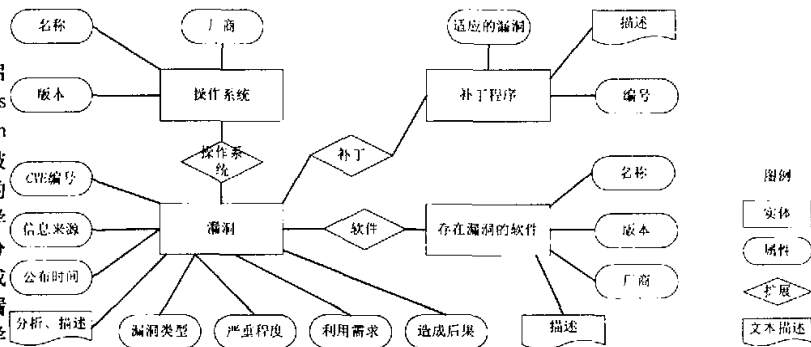 名称
厂商
适应的漏洞
描述
版本
操作系统
补丁程序
编号
s
n
操作系
统
补丁
CVE编号
名称
图例
的
信息来源
漏洞
软件
存在漏洞的软件
版本
实体
公布时间
厂商
属性
扩展
分析、描述
漏洞类型
严重程度
利用需求
造成后果
描述
文本描述